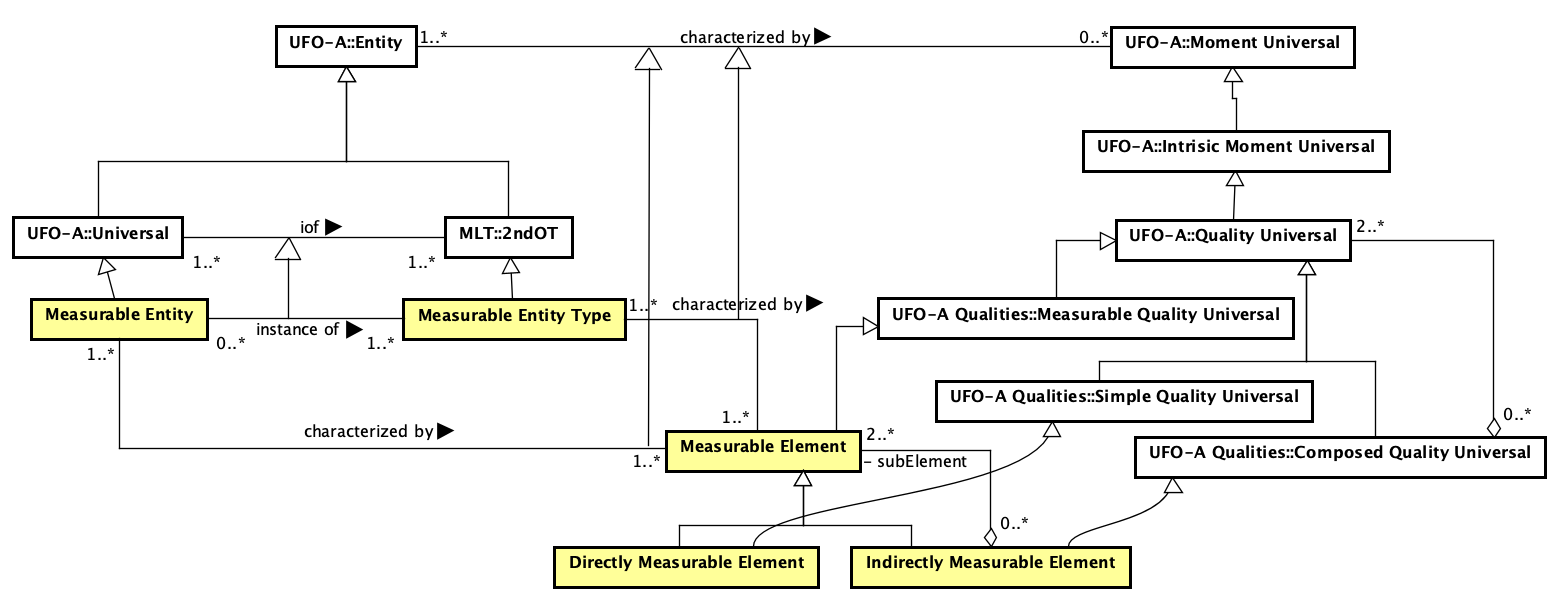 UFO-A::Entity
1..*
characterized by ▶
0..*
UFO-A::Moment Universal
UFO-A::Intrisic Moment Universal
UFO-A::Universal
iof ▶
1..*
1..*
MLT::2ndOT
UFO-A::Quality Universal
2..*
Measurable Entity
instance of ▶
0..*
1..*
Measurable Entity Type
1..*
characterized by ▶
UFO-A Qualities::Measurable Quality Universal
1..*
UFO-A Qualities::Simple Quality Universal
0..*
1..*
characterized by ▶
1..*
Measurable Element
2..*
- subElement
UFO-A Qualities::Composed Quality Universal
0..*
Directly Measurable Element
Indirectly Measurable Element